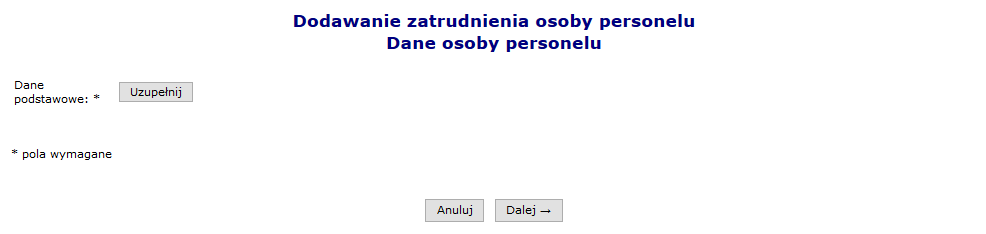 Dodawanie zatrudnienia osoby personelu
Dane osoby personelu
Dane
podstawowe: *
Uzupełnij
* pola wymagane
Anuluj
Dalej →